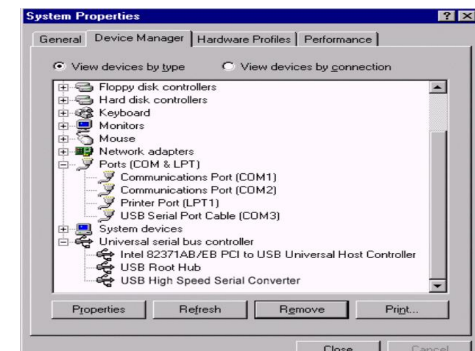 System Properties
General Device Manager Hardware Profiles Performance
View devices by type View devices by connection
Floppy disk controllers
Hard disk controllers
Keyboard
Monitors
Mouse
Network adapters
Ports (COM & LPT)
Communications Port (COM1)
Communications Port (COM2)
Printer Port (LPT1)
USB Serial Port Cable (COM3)
System devices
Universal serial bus controller
Intel 82371AB/EB PCI to USB Universal Host Controller
USB Root Hub
USB High Speed Serial Converter
Properties Refresh Remove Print...
Close Cancel